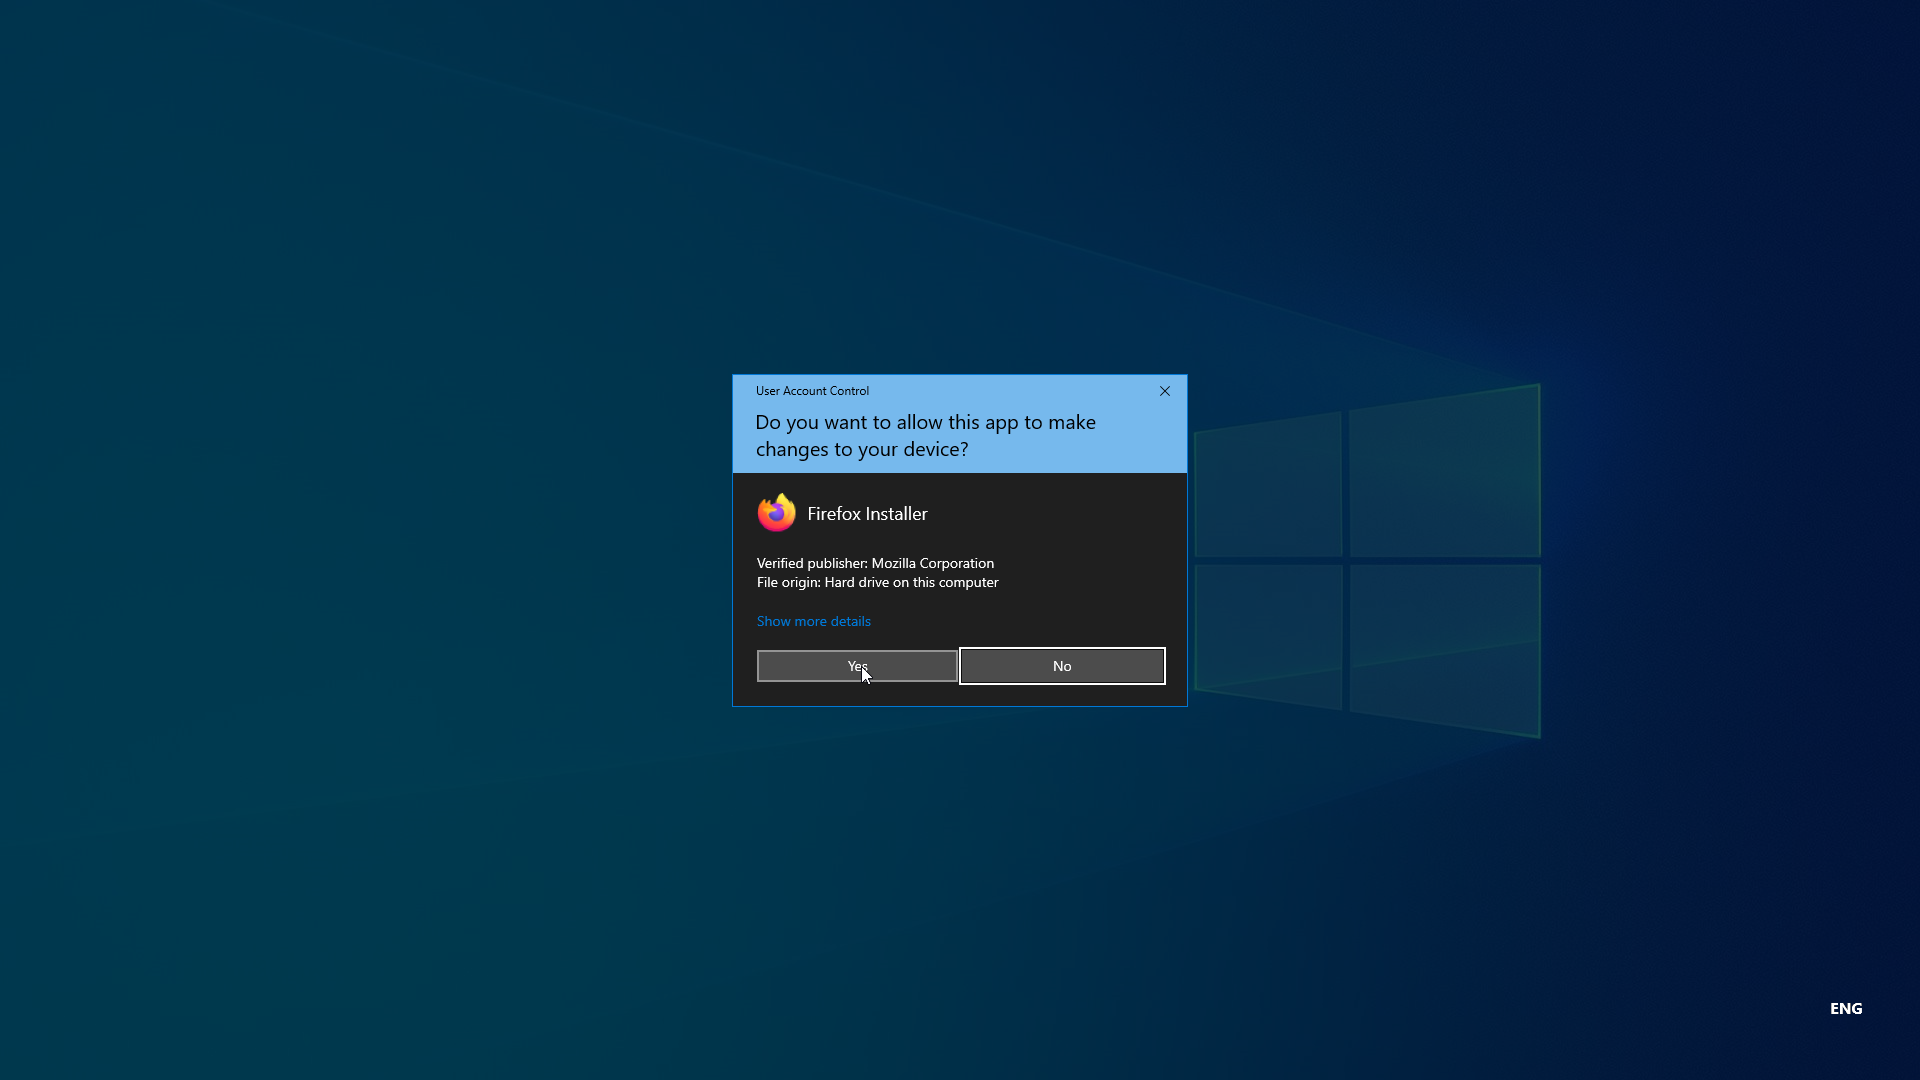 User Account Control
Do you want to allow this app to make
changes to your device?
Firefox Installer
Verified publisher: Mozilla Corporation
File origin: Hard drive on this computer
Show more details
Yes
No
ENG